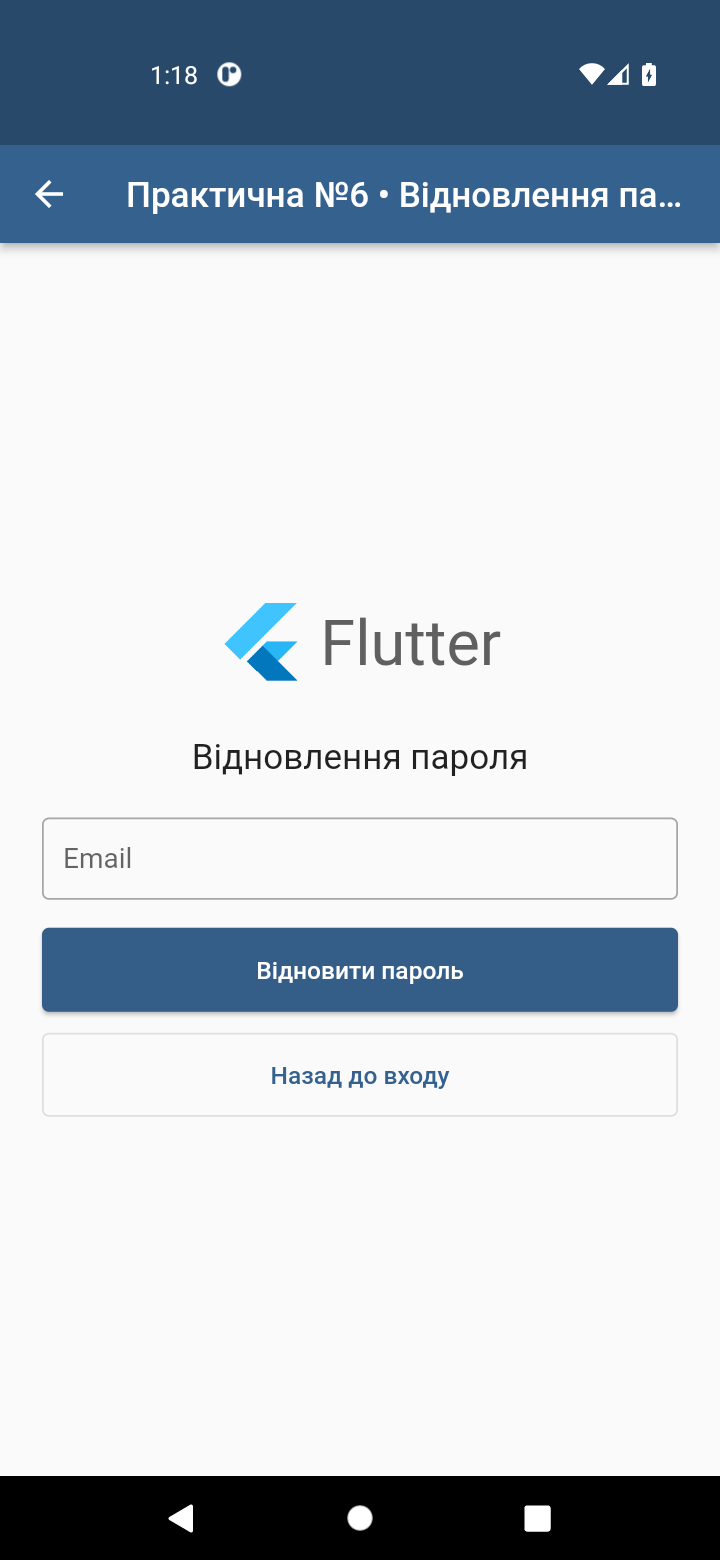 1:18
Практична №6 • Відновлення па...
Flutter
Відновлення пароля
Email
Відновити пароль
Назад до входу